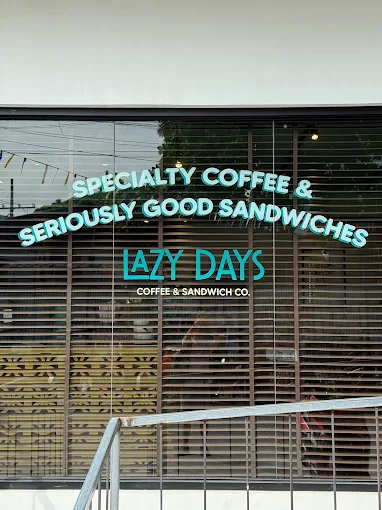 SPECIALTY COFFEE &
SERIOUSLY GOOD SANDWICHES
LAZY DAYS
COFFEE & SANDWICH CO.